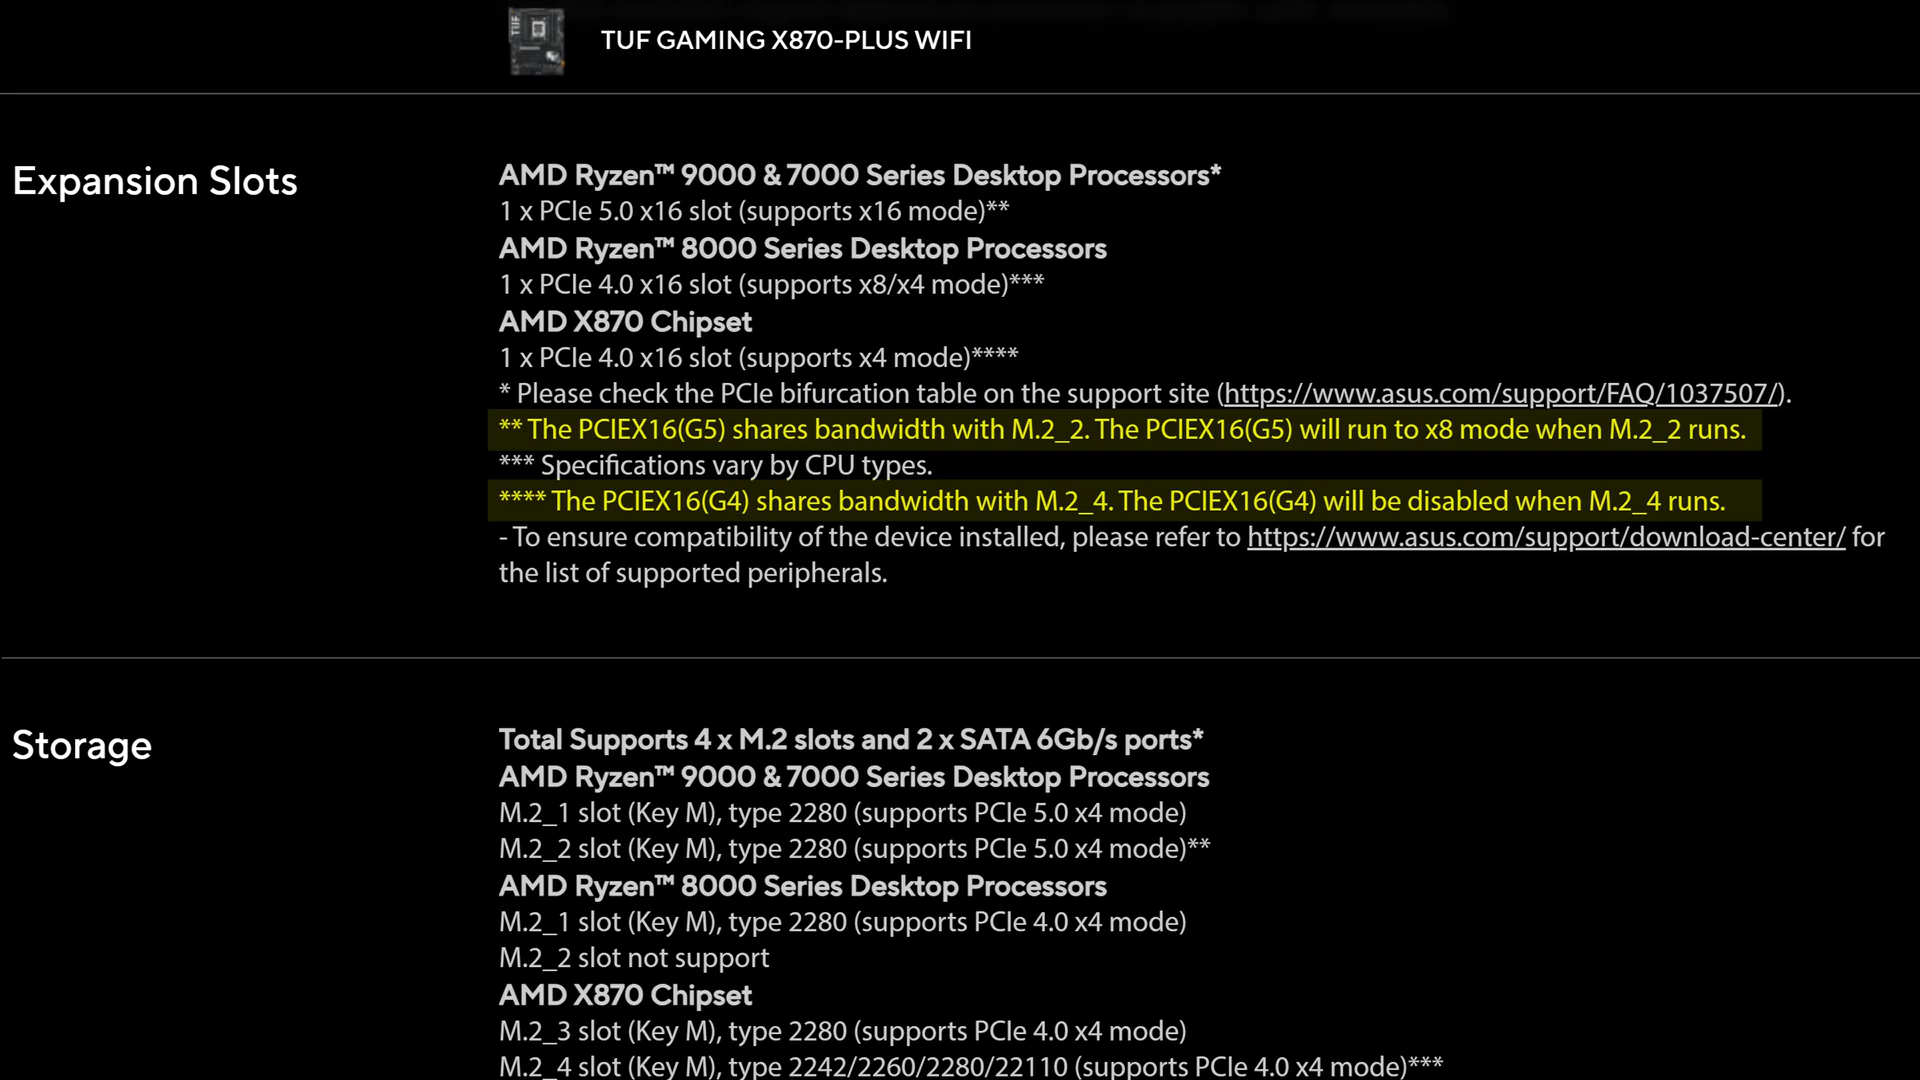 TUF GAMING X870-PLUS WIFI
Expansion Slots
AMD Ryzen™ 9000 & 7000 Series Desktop Processors*
1 x PCIe 5.0 x16 slot (supports x16 mode)**
AMD Ryzen™ 8000 Series Desktop Processors
1 x PCIe 4.0 x16 slot (supports x8/x4 mode)***
AMD X870 Chipset
1 x PCIe 4.0 x16 slot (supports x4 mode)****
* Please check the PCIe bifurcation table on the support site (https://www.asus.com/support/FAQ/1037507/).
** The PCIEX16(G5) shares bandwidth with M.2_2. The PCIEX16(G5) will run to x8 mode when M.2_2 runs.
*** Specifications vary by CPU types.
**** The PCIEX16(G4) shares bandwidth with M.2_4. The PCIEX16(G4) will be disabled when M.2_4 runs.
- To ensure compatibility of the device installed, please refer to https://www.asus.com/support/download-center/ for
the list of supported peripherals.
Storage
Total Supports 4 x M.2 slots and 2 x SATA 6Gb/s ports*
AMD Ryzen™ 9000 & 7000 Series Desktop Processors
M.2_1 slot (Key M), type 2280 (supports PCIe 5.0 x4 mode)
M.2_2 slot (Key M), type 2280 (supports PCIe 5.0 x4 mode)**
AMD Ryzen™ 8000 Series Desktop Processors
M.2_1 slot (Key M), type 2280 (supports PCIe 4.0 x4 mode)
M.2_2 slot not support
AMD X870 Chipset
M.2_3 slot (Key M), type 2280 (supports PCIe 4.0 x4 mode)
M.2_4 slot (Key M), type 2242/2260/2280/22110 (supports PCIe 4.0 x4 mode)***